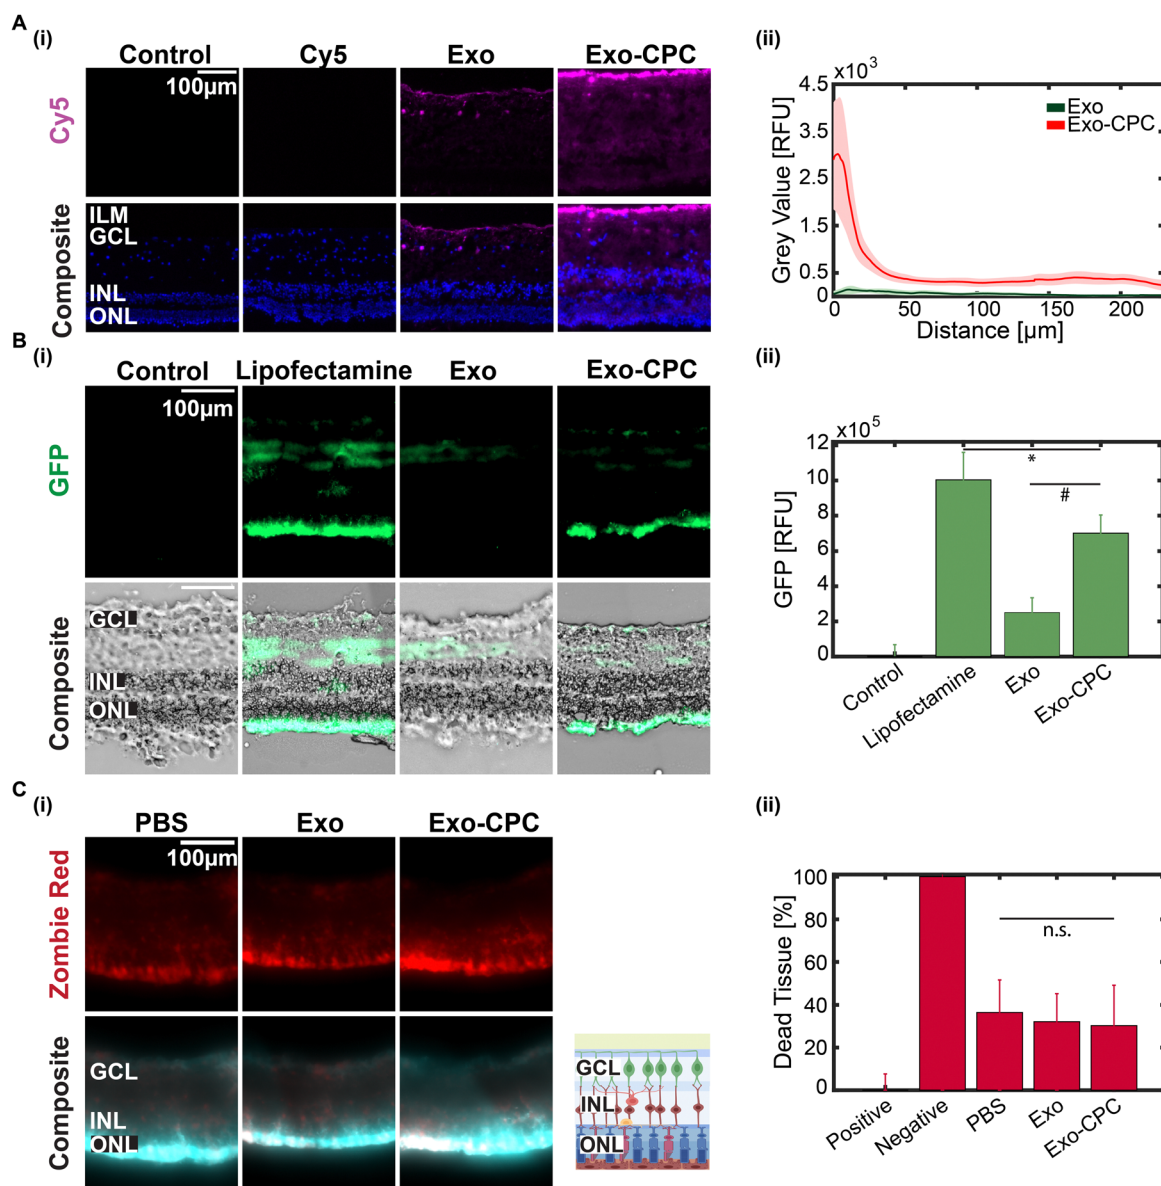 A
(i)
Control
Cy5
Exo
Exo-CPC
100µm
Cy5
Composite
ILM
GCL
INL
ONL
(ii)
x10³
4.5
3.5
2.5
1.5
0.5
0
Grey Value [RFU]
Exo
Exo-CPC
0
50
100
150
200
Distance [µm]
B
(i)
Control
Lipofectamine
Exo
Exo-CPC
100µm
GFP
Composite
GCL
INL
ONL
(ii)
x10⁵
12
10
8
6
4
2
0
GFP [RFU]
*
#
Control
Lipofectamine
Exo
Exo-CPC
C
(i)
PBS
Exo
Exo-CPC
100µm
Zombie Red
Composite
GCL
INL
ONL
GCL
INL
ONL
(ii)
100
80
60
40
20
0
Dead Tissue [%]
n.s.
Positive
Negative
PBS
Exo
Exo-CPC